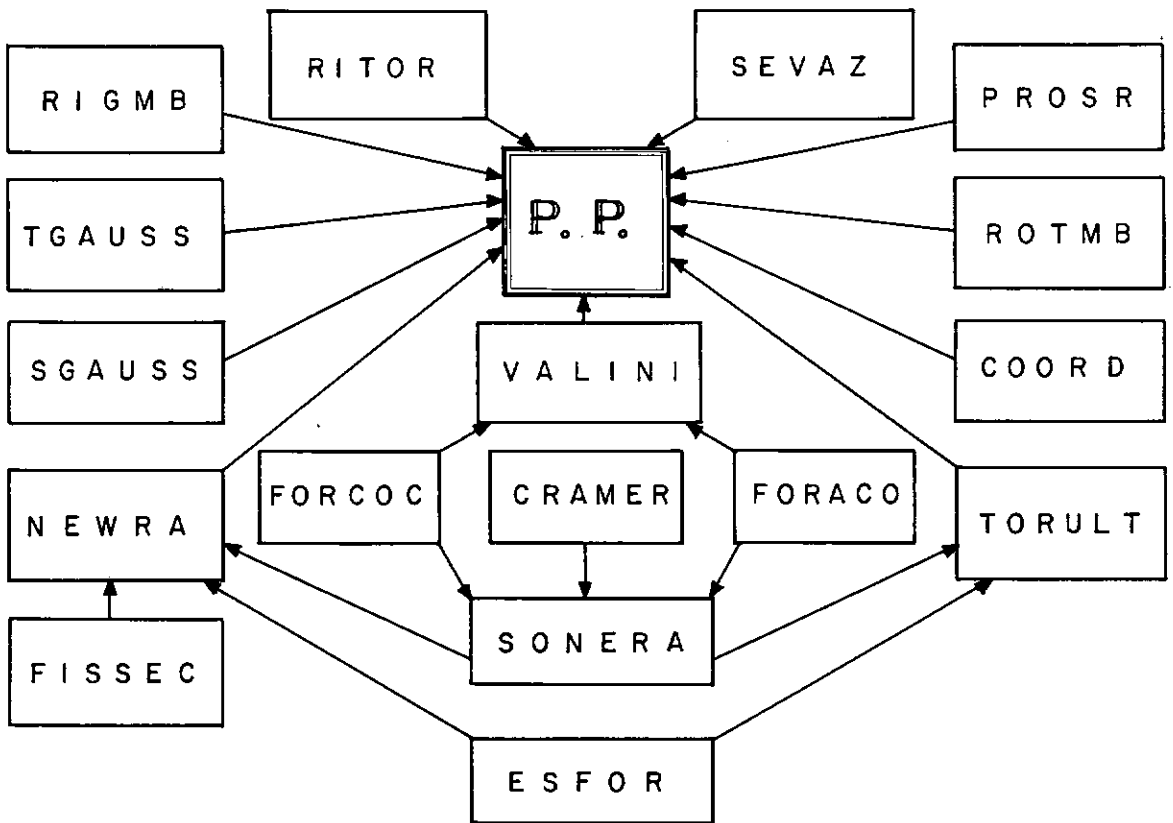 RITOR
SEVAZ
RIGMB
PROSR
P. P.
TGAUSS
ROTMB
SGAUSS
VALINI
COORD
NEWRA
FORCOC
CRAMER
FORACO
TORULT
FISSEC
SONERA
ESFOR